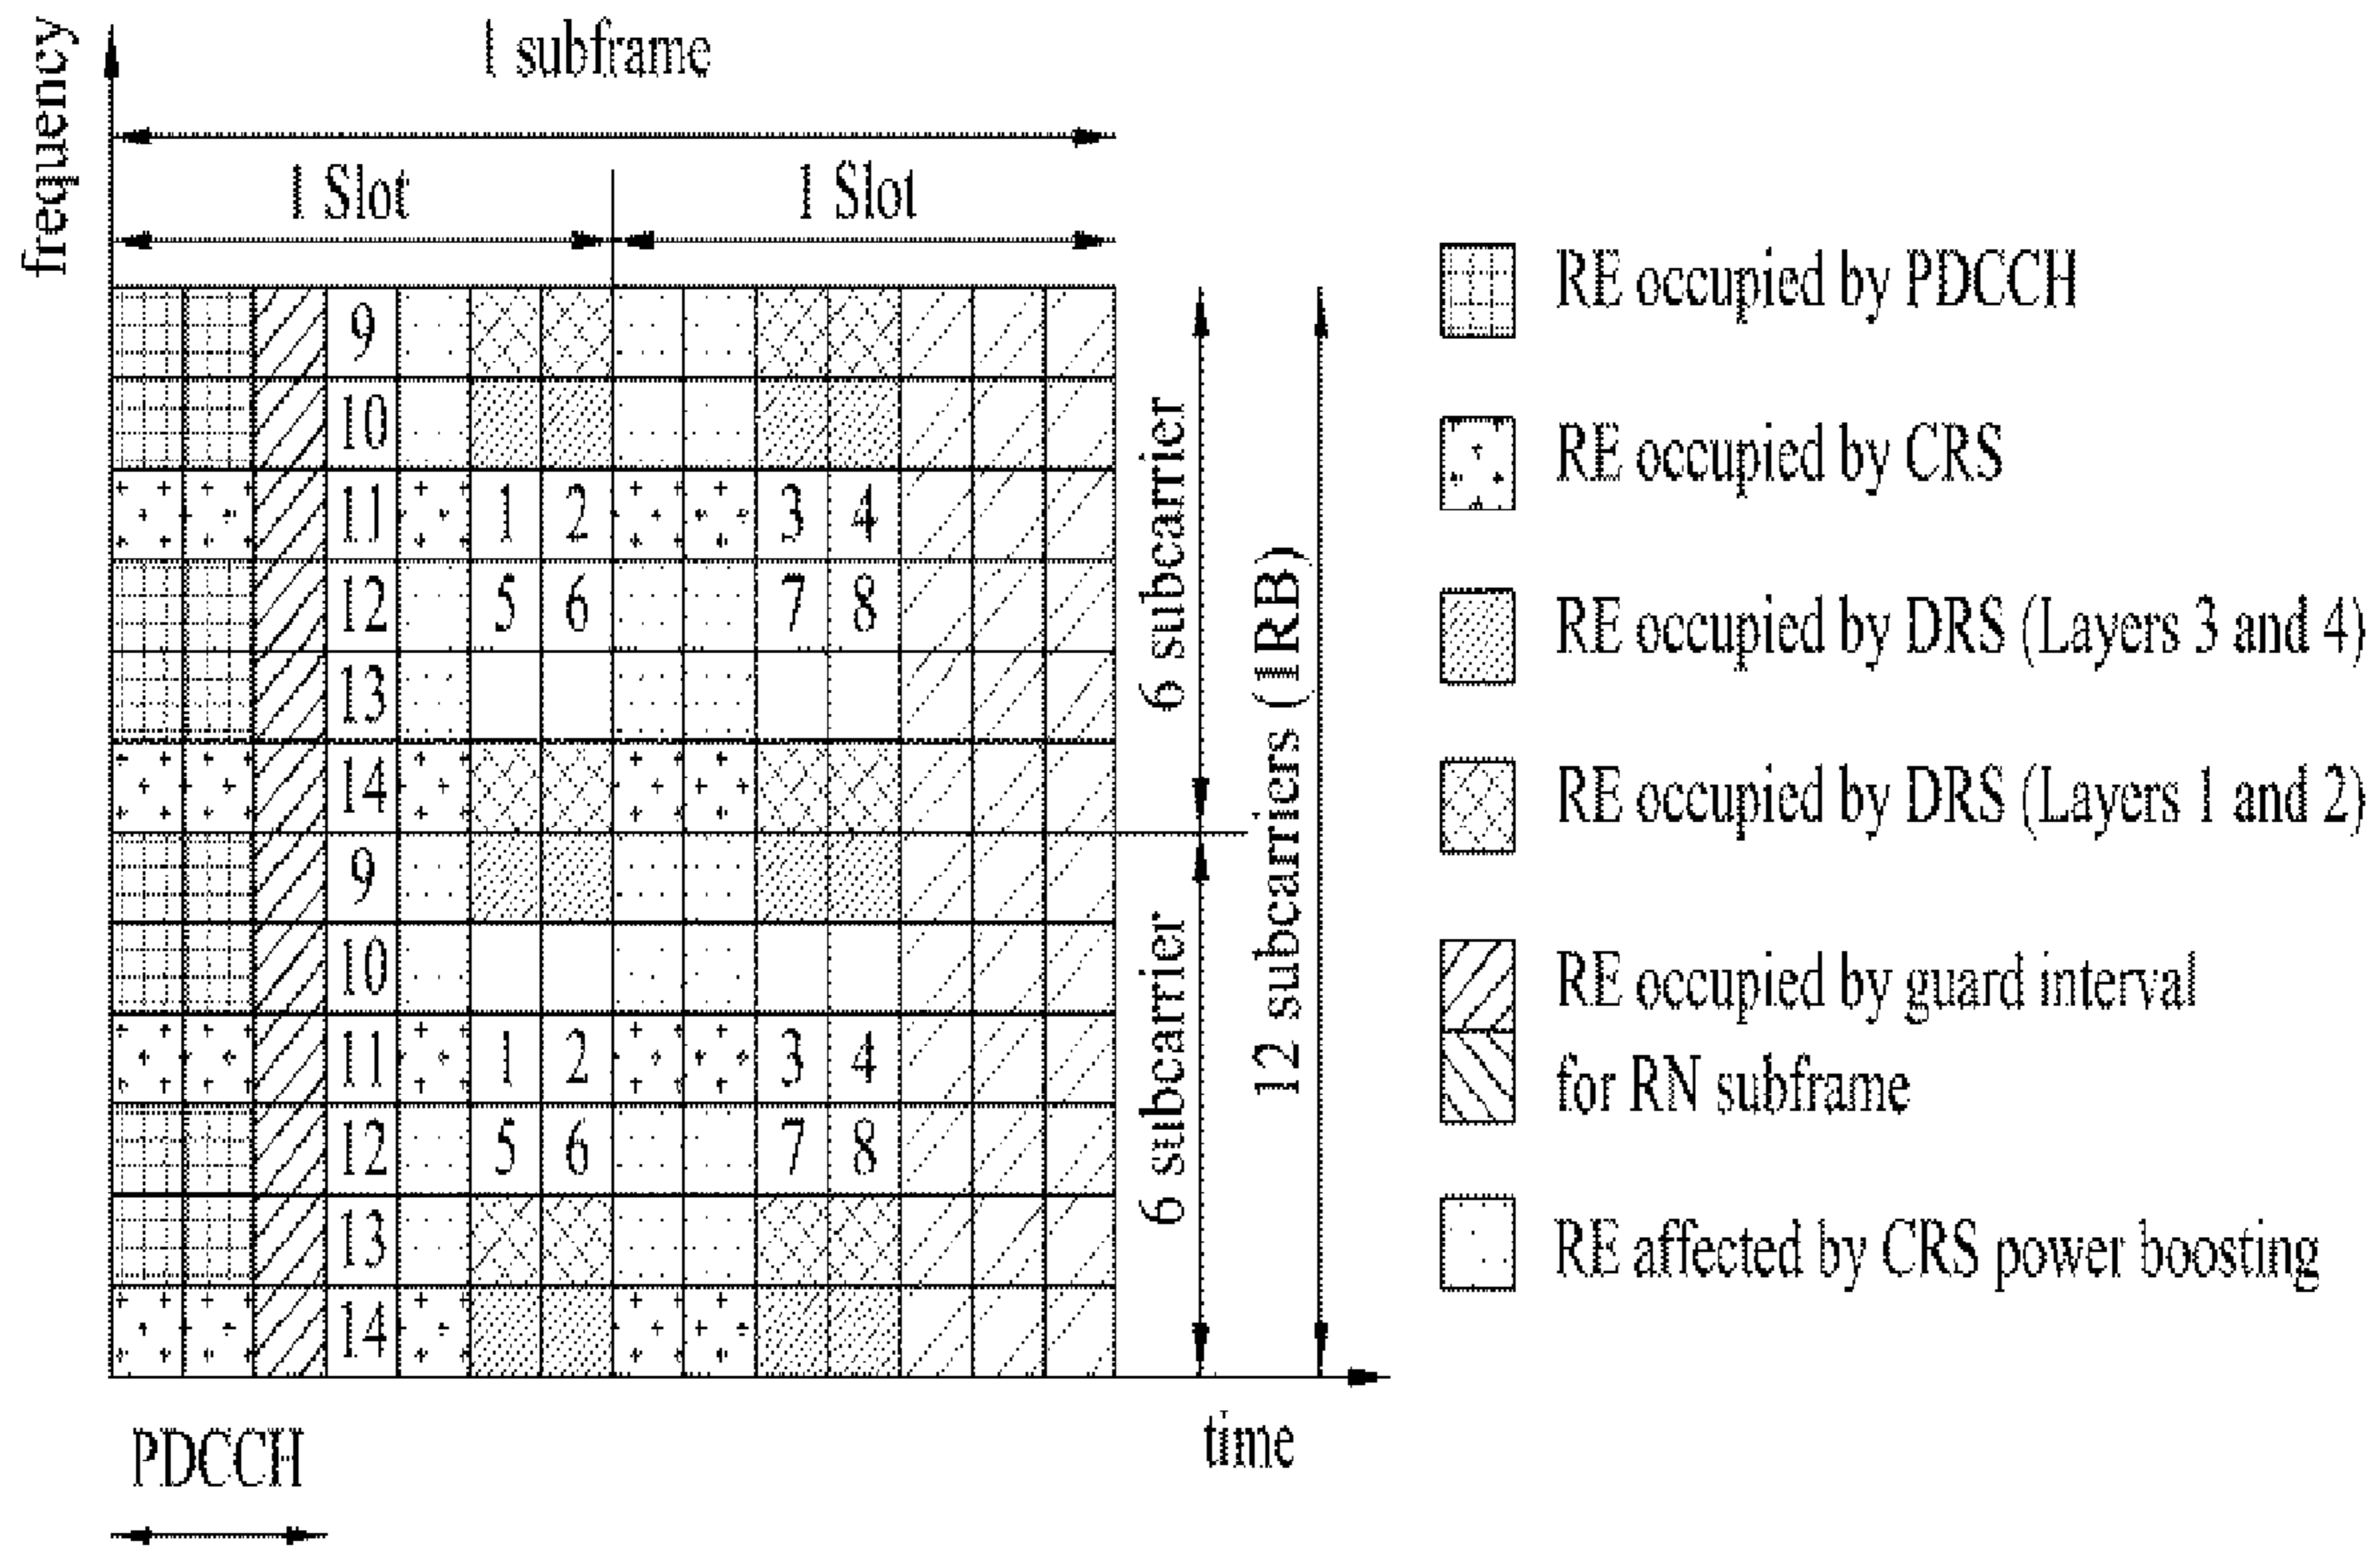 frequency
1 subframe
1 Slot 1 Slot
9
10
11 1 2 3 4
12 5 6 7 8
13
14
9
10
11 1 2 3 4
12 5 6 7 8
13
14
6 subcarrier
6 subcarrier
12 subcarriers (1RB)
time
PDCCH
RE occupied by PDCCH
RE occupied by CRS
RE occupied by DRS (Layers 3 and 4)
RE occupied by DRS (Layers 1 and 2)
RE occupied by guard interval
for RN subframe
RE affected by CRS power boosting